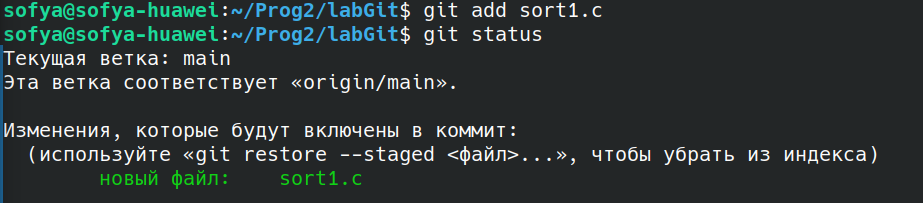 sofya@sofya-huawei:~/Prog2/labGit$ git add sort1.c
sofya@sofya-huawei:~/Prog2/labGit$ git status
Текущая ветка: main
Эта ветка соответствует «origin/main».
Изменения, которые будут включены в коммит:
  (используйте «git restore --staged <файл>...», чтобы убрать из индекса)
        новый файл:    sort1.c